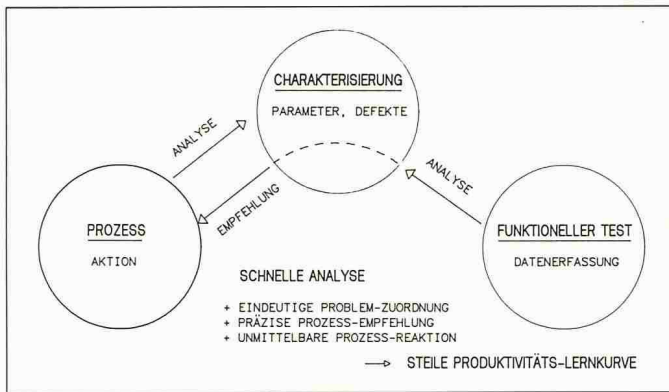 CHARAKTERISIERUNG
PARAMETER, DEFEKTE
ANALYSE
EMPFEHLUNG
ANALYSE
PROZESS
AKTION
FUNKTIONELLER TEST
DATENERFASSUNG
SCHNELLE ANALYSE
+ EINDEUTIGE PROBLEM-ZUORDNUNG
+ PRÄZISE PROZESS-EMPFEHLUNG
+ UNMITTELBARE PROZESS-REAKTION
STEILE PRODUKTIVITÄTS-LERNKURVE